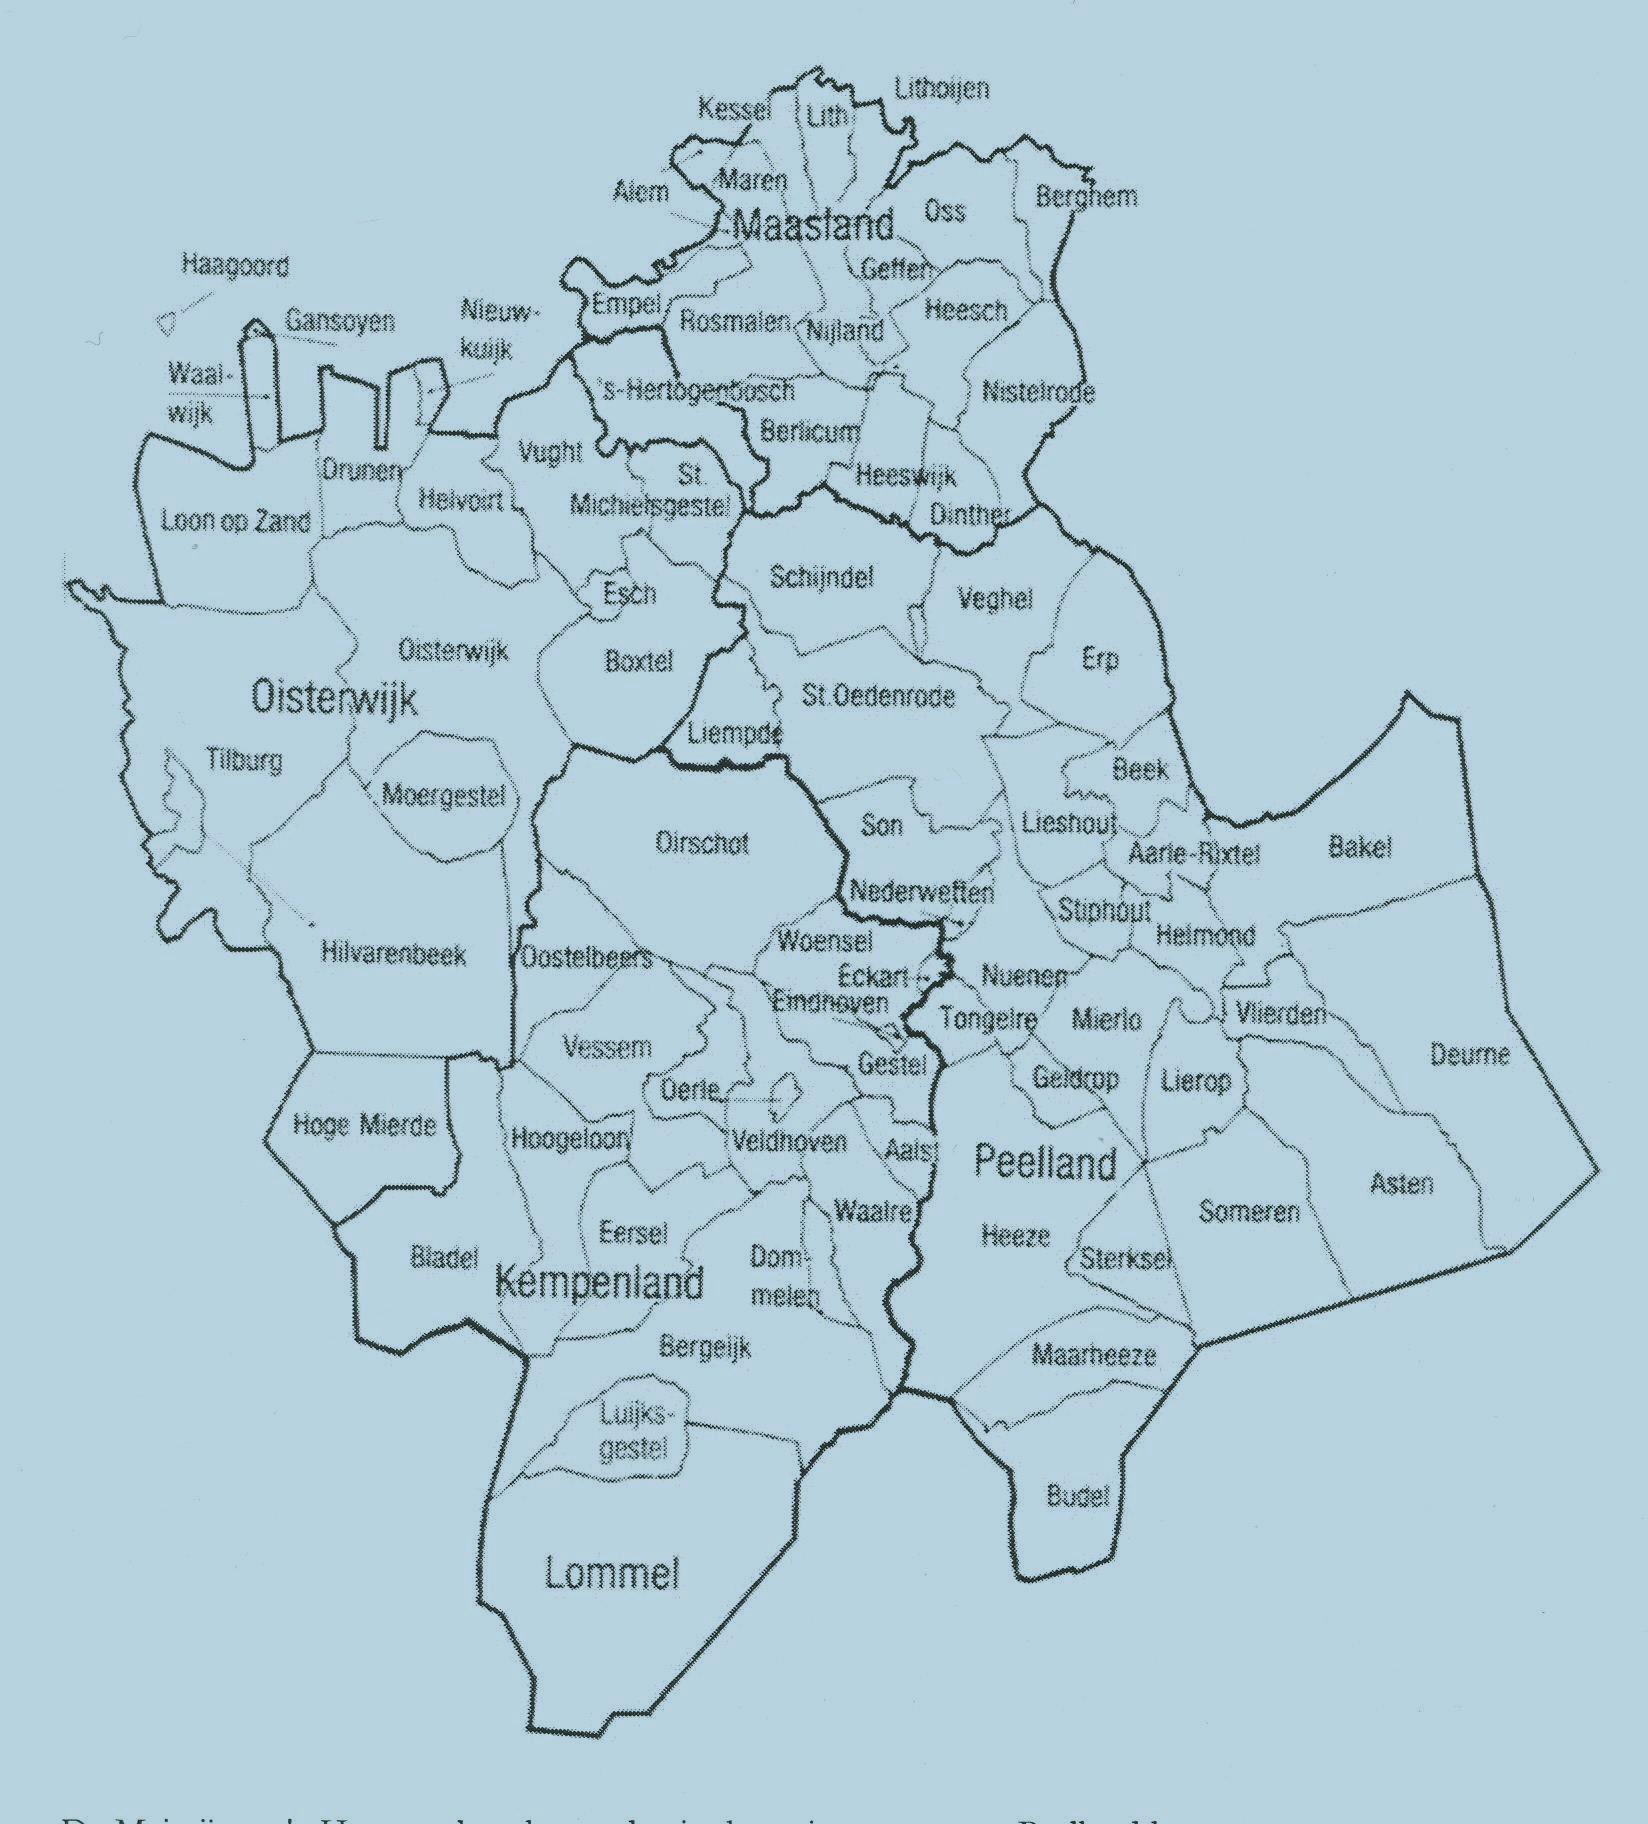 Lithoijen
Kessel
Lith
Maren
Alem
Berghem
Oss
Maasland
Haagoord
Geffen
Empel
Heesch
Nieuw-
kuijk
Gansoyen
Rosmalen
Nijland
Waal-
wijk
's-Hertogenbosch
Nistelrode
Berlicum
Vught
Drunen
St.
Michielsgestel
Heeswijk
Helvoirt
Dinther
Loon op Zand
Schijndel
Esch
Veghel
Oisterwijk
Boxtel
Erp
Oisterwijk
St.Oedenrode
Liempde
Tilburg
Beek
Moergestel
Son
Lieshout
Oirschot
Aarle-Rixtel
Bakel
Nederwetten
Stiphout
Helmond
Woensel
Hilvarenbeek
Oostelbeers
Eckart
Nuenen
Eindhoven
Tongelre
Mierlo
Vlierden
Vessem
Gestel
Deurne
Oerle
Geldrop
Lierop
Hoge Mierde
Hoogeloon
Veldhoven
Aalst
Peelland
Asten
Waalre
Someren
Eersel
Heeze
Bladel
Dom-
melen
Sterksel
Kempenland
Bergeijk
Maarheeze
Luijks-
gestel
Budel
Lommel